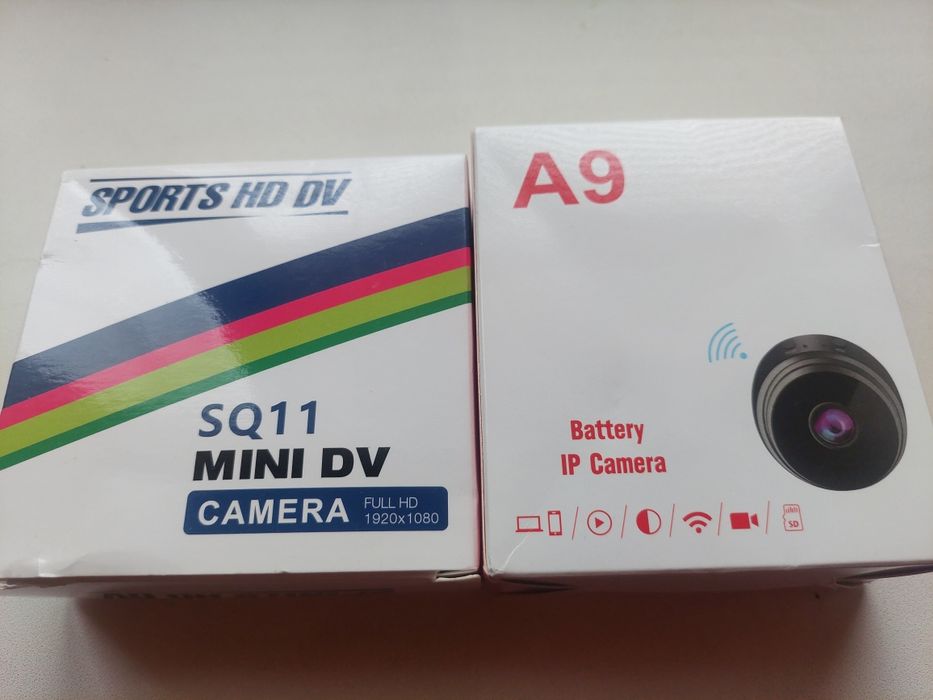 SPORTS HD DV
SQ11
MINI DV
CAMERA FULL HD
1920x1080
A9
Battery
IP Camera
SD